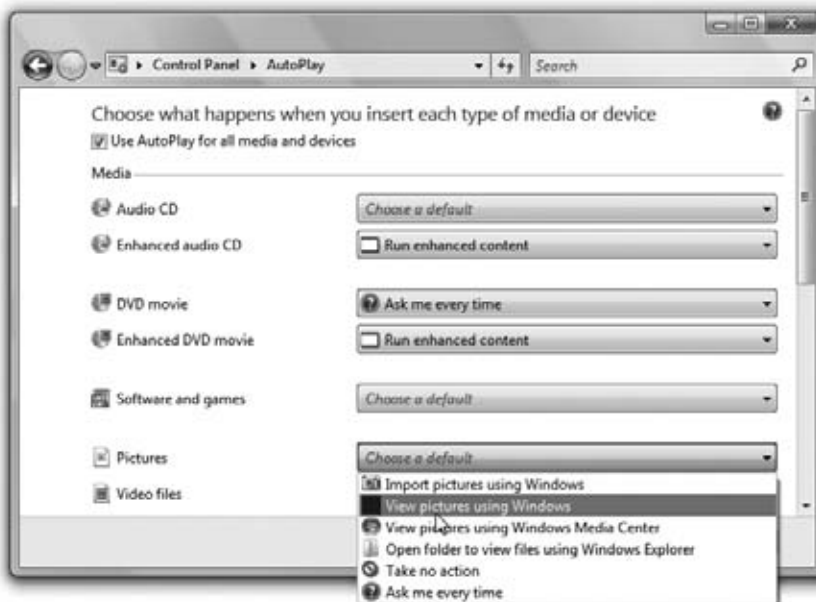 Control Panel ▸ AutoPlay
Search
Choose what happens when you insert each type of media or device
Use AutoPlay for all media and devices
Media
Audio CD Choose a default
Enhanced audio CD Run enhanced content
DVD movie Ask me every time
Enhanced DVD movie Run enhanced content
Software and games Choose a default
Pictures Choose a default
Import pictures using Windows
Video files View pictures using Windows
View pictures using Windows Media Center
Open folder to view files using Windows Explorer
Take no action
Ask me every time